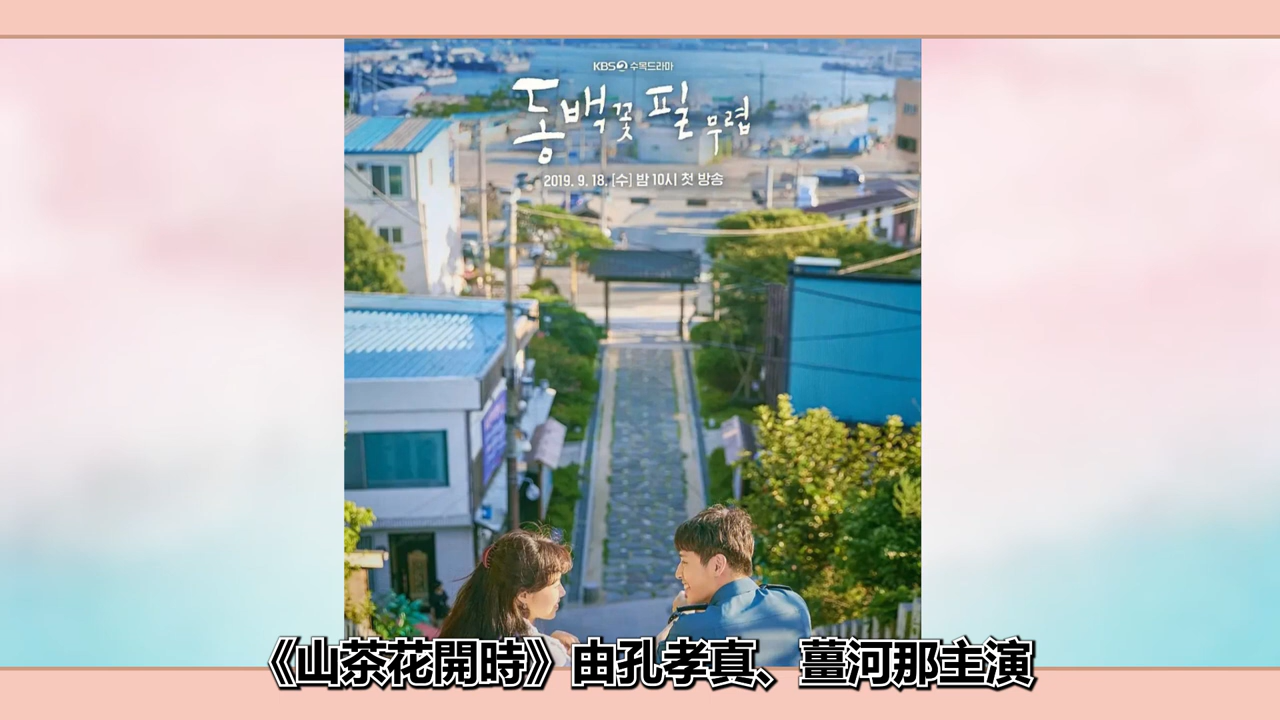 KBS2 수목드라마
동백꽃 필 무렵
2019. 9. 18. [수] 밤 10시 첫 방송
《山茶花開時》由孔孝真、薑河那主演